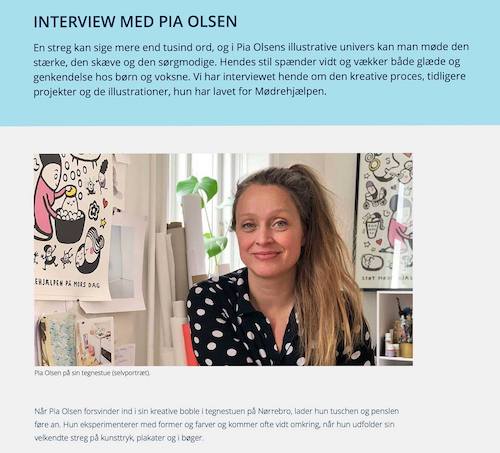 INTERVIEW MED PIA OLSEN
En streg kan sige mere end tusind ord, og i Pia Olsens illustrative univers kan man møde den
stærke, den skæve og den sørgmodige. Hendes stil spænder vidt og vækker både glæde og
genkendelse hos børn og voksne. Vi har interviewet hende om den kreative proces, tidligere
projekter og de illustrationer, hun har lavet for Mødrehjælpen.
EHJÆLPEN PÅ MORS DAG
STØT MØDREHJÆL
Pia Olsen på sin tegnestue (selvportræt).
Når Pia Olsen forsvinder ind i sin kreative boble i tegnestuen på Nørrebro, lader hun tuschen og penslen
føre an. Hun eksperimenterer med former og farver og kommer ofte vidt omkring, når hun udfolder sin
velkendte streg på kunsttryk, plakater og i bøger.